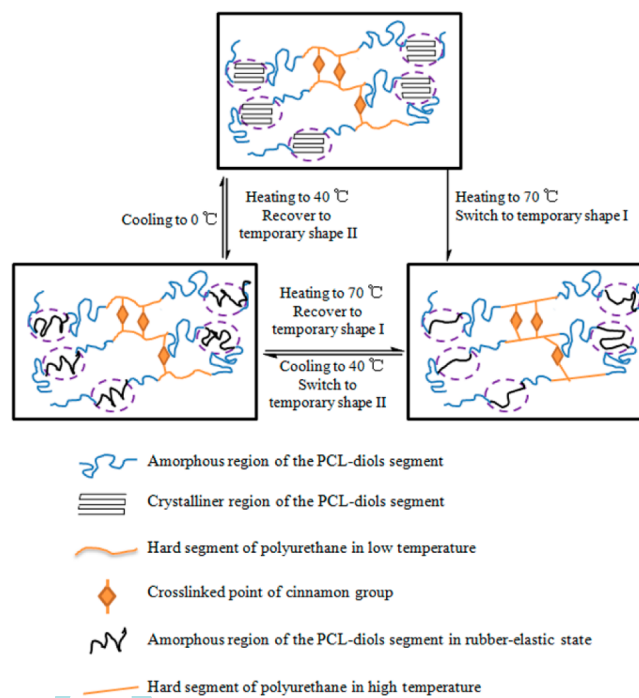 Cooling to 0 ℃
Heating to 40 ℃
Recover to
temporary shape II
Heating to 70 ℃
Switch to temporary shape I
Heating to 70 ℃
Recover to
temporary shape I
Cooling to 40 ℃
Switch to
temporary shape II
Amorphous region of the PCL-diols segment
Crystalliner region of the PCL-diols segment
Hard segment of polyurethane in low temperature
Crosslinked point of cinnamon group
Amorphous region of the PCL-diols segment in rubber-elastic state
Hard segment of polyurethane in high temperature